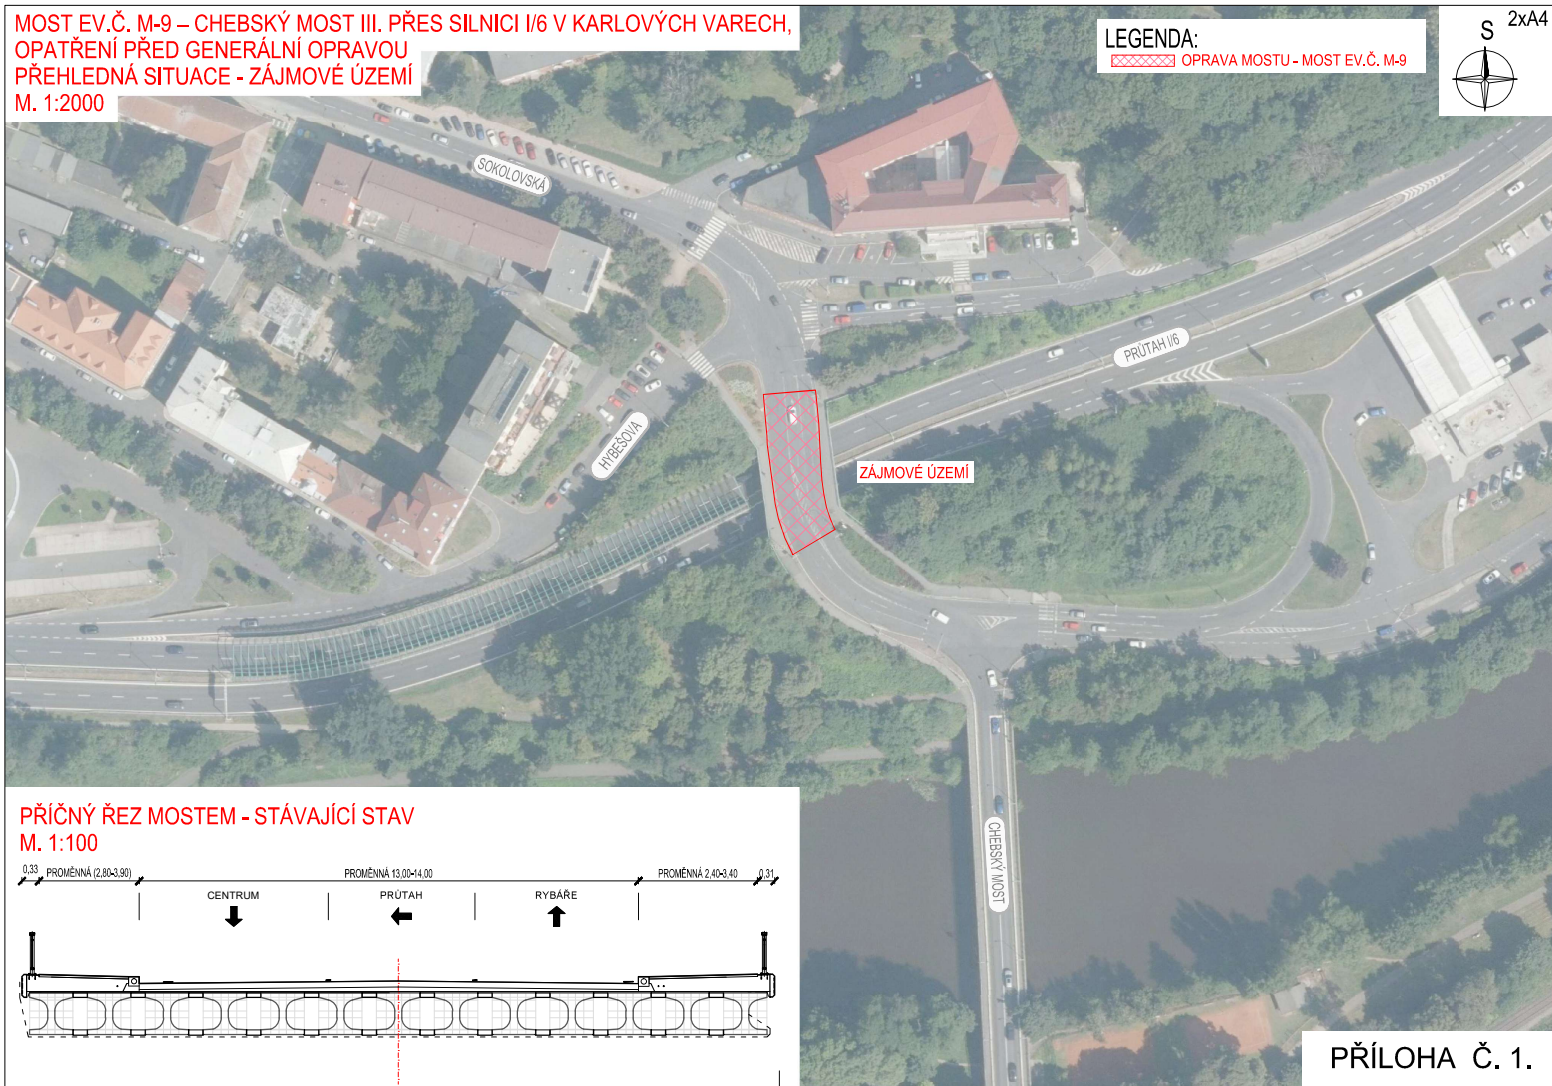 MOST EV.Č. M-9 – CHEBSKÝ MOST III. PŘES SILNICI I/6 V KARLOVÝCH VARECH,
OPATŘENÍ PŘED GENERÁLNÍ OPRAVOU
PŘEHLEDNÁ SITUACE - ZÁJMOVÉ ÚZEMÍ
M. 1:2000
LEGENDA:
OPRAVA MOSTU - MOST EV.Č. M-9
S
2xA4
SOKOLOVSKÁ
PRŮTAH I/6
HYBEŠOVA
ZÁJMOVÉ ÚZEMÍ
CHEBSKÝ MOST
PŘÍČNÝ ŘEZ MOSTEM - STÁVAJÍCÍ STAV
M. 1:100
0,33 PROMĚNNÁ (2,80-3,90) PROMĚNNÁ 13,00-14,00 PROMĚNNÁ 2,40-3,40 0,31
CENTRUM PRŮTAH RYBÁŘE
PŘÍLOHA Č. 1.